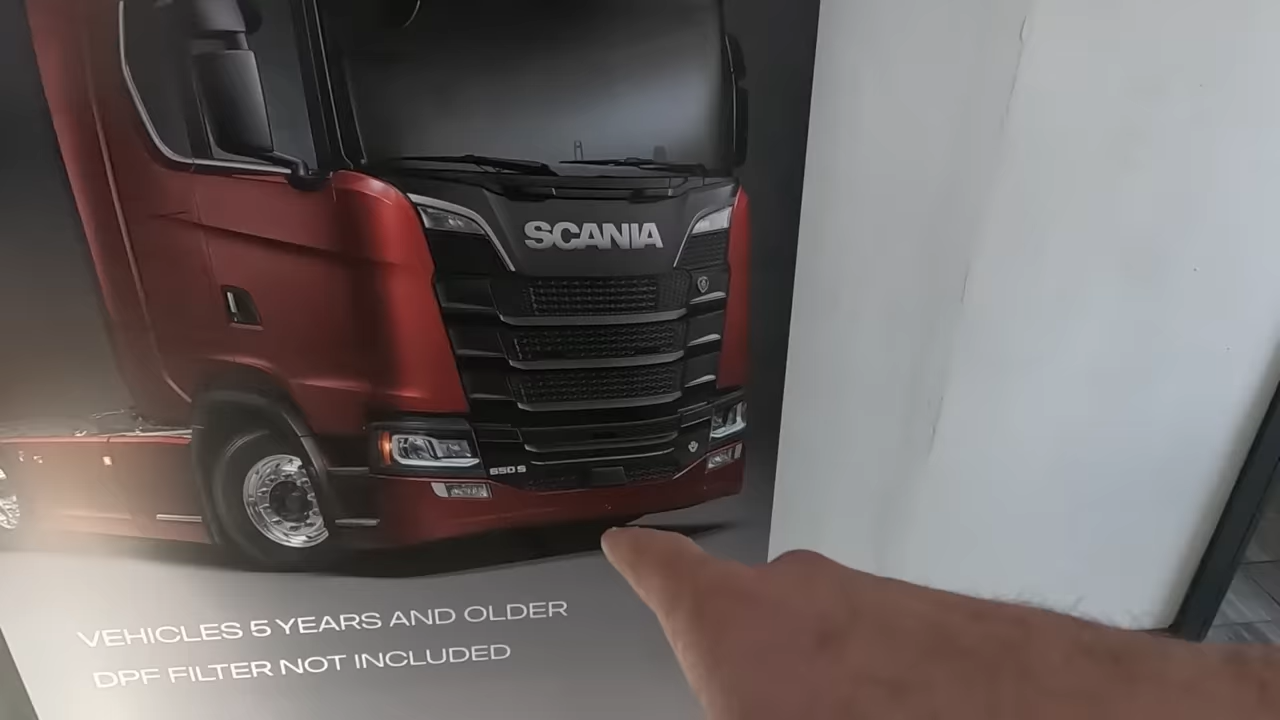 SCANIA
650 S
VEHICLES 5 YEARS AND OLDER
DPF FILTER NOT INCLUDED